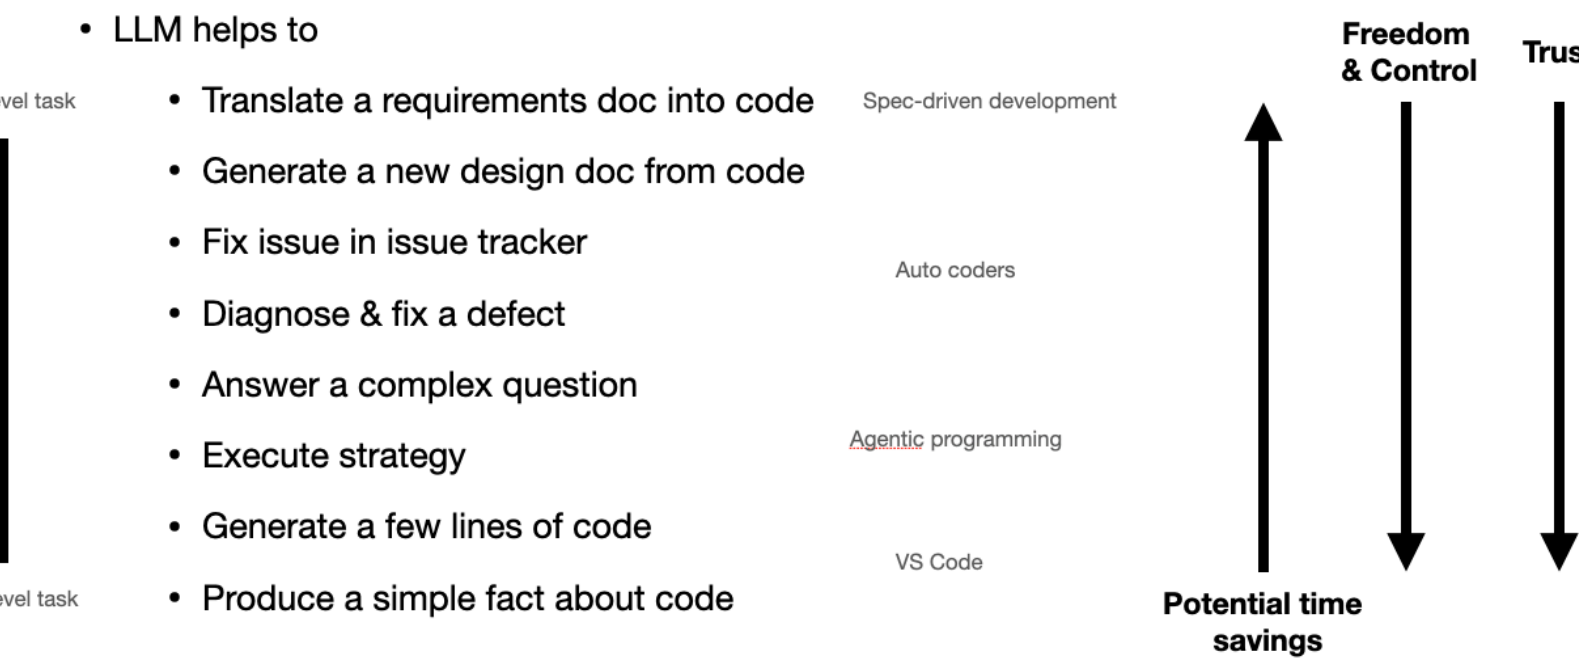 • LLM helps to
Freedom
& Control
Trus
vel task
• Translate a requirements doc into code
Spec-driven development
• Generate a new design doc from code
• Fix issue in issue tracker
Auto coders
• Diagnose & fix a defect
• Answer a complex question
Agentic programming
• Execute strategy
• Generate a few lines of code
VS Code
evel task
• Produce a simple fact about code
Potential time
savings